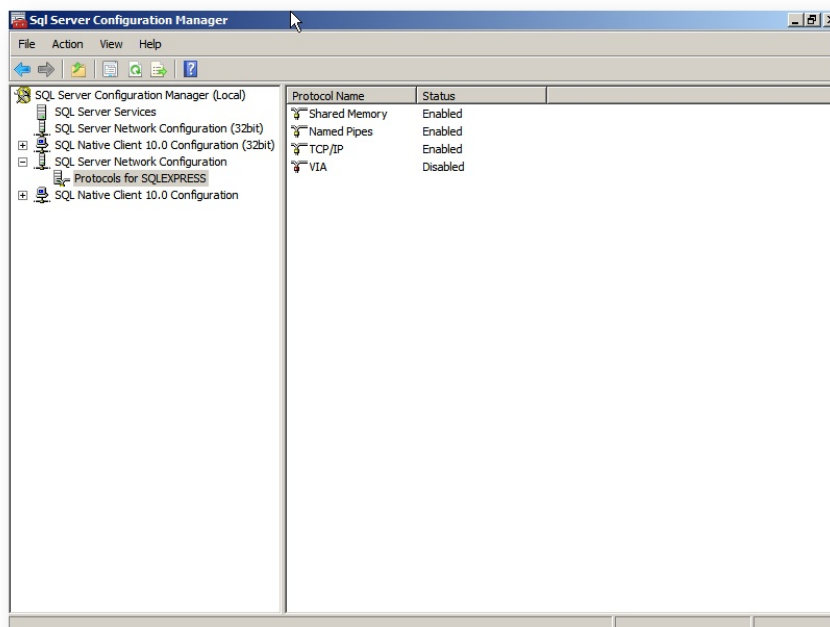 Sql Server Configuration Manager
File Action View Help
SQL Server Configuration Manager (Local)
SQL Server Services
SQL Server Network Configuration (32bit)
SQL Native Client 10.0 Configuration (32bit)
SQL Server Network Configuration
Protocols for SQLEXPRESS
SQL Native Client 10.0 Configuration
Protocol Name Status
Shared Memory Enabled
Named Pipes Enabled
TCP/IP Enabled
VIA Disabled